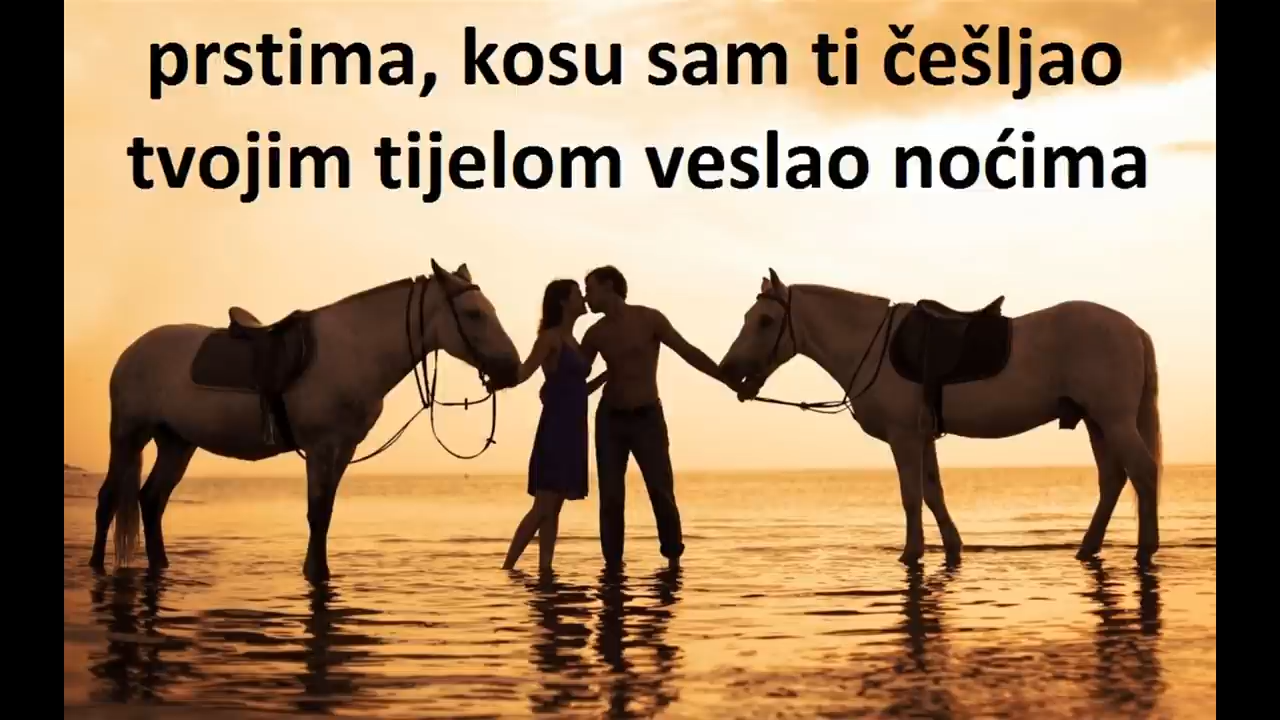 prstima, kosu sam ti češljao
tvojim tijelom veslao noćima